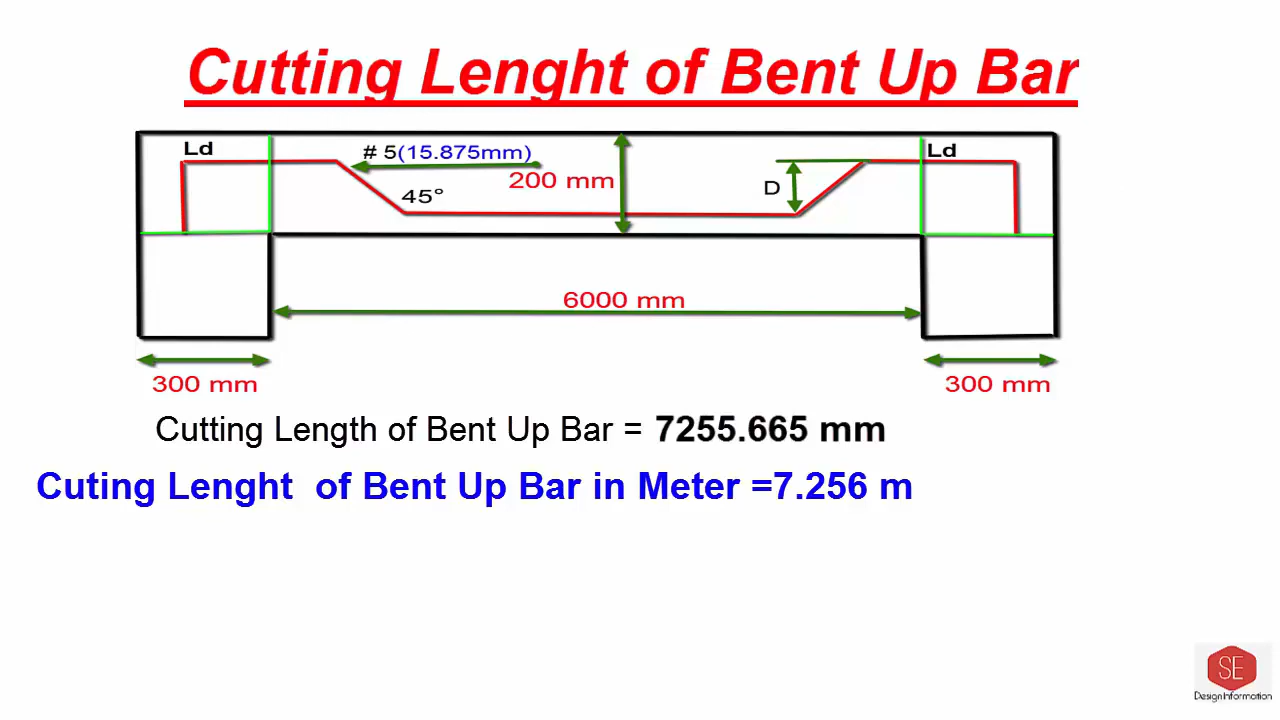 Cutting Lenght of Bent Up Bar
Ld
# 5(15.875mm)
Ld
200 mm
D
45°
6000 mm
300 mm
300 mm
Cutting Length of Bent Up Bar = 7255.665 mm
Cuting Lenght of Bent Up Bar in Meter =7.256 m
SE
Design Information